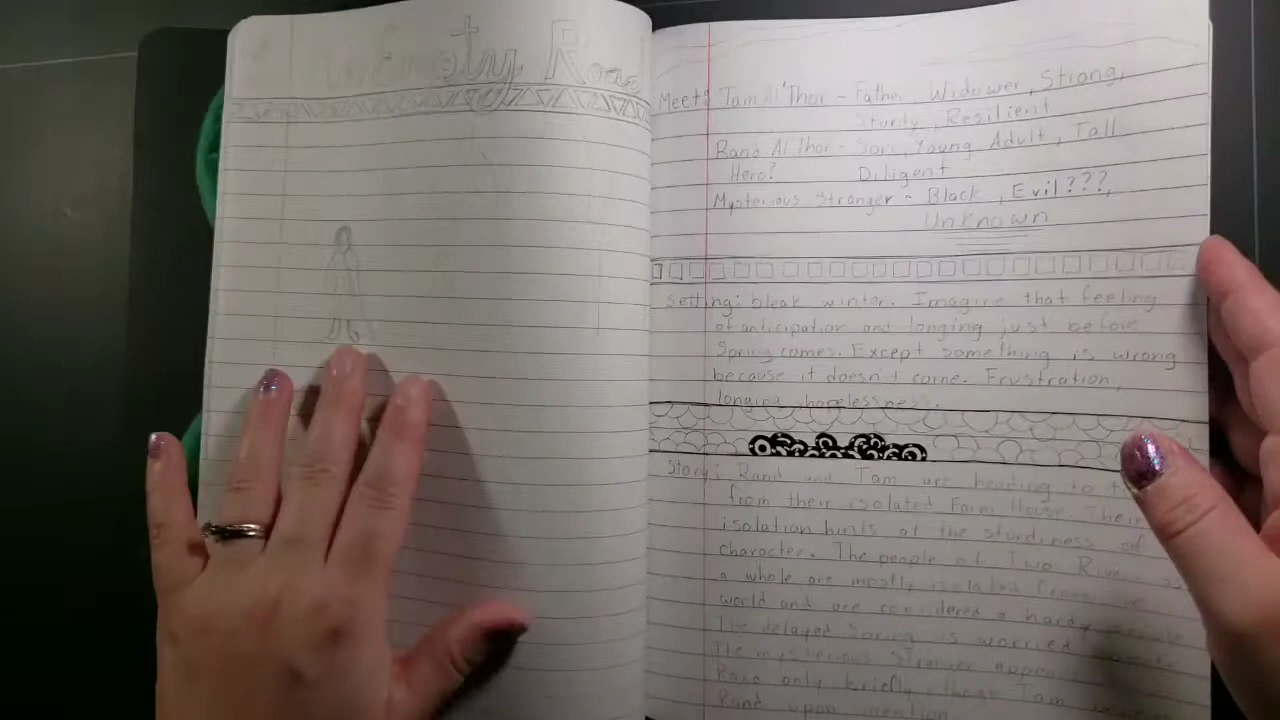 ty Road
Meet: Tam Al'Thor - Father, Widower, Strong,
Sturdy, Resilient
Rand Al'Thor - Son, Young Adult, Tall
Hero? Diligent
Mysterious Stranger - Black, Evil???,
Unknown
Setting: bleak winter. Imagine that feeling
of anticipation and longing just before
Spring comes. Except something is wrong
because it doesn't come. Frustration,
longing, hopelessness.
Story: Rand and Tam are heading to
from their isolated Farm House. Their
isolation hints at the sturdiness of
character. The people of Two
a whole are mostly isolated from
world and are considered a hardy
The delayed Spring is worried
The mysterious Stranger
Rand only briefly, Tam
Rand upon mention